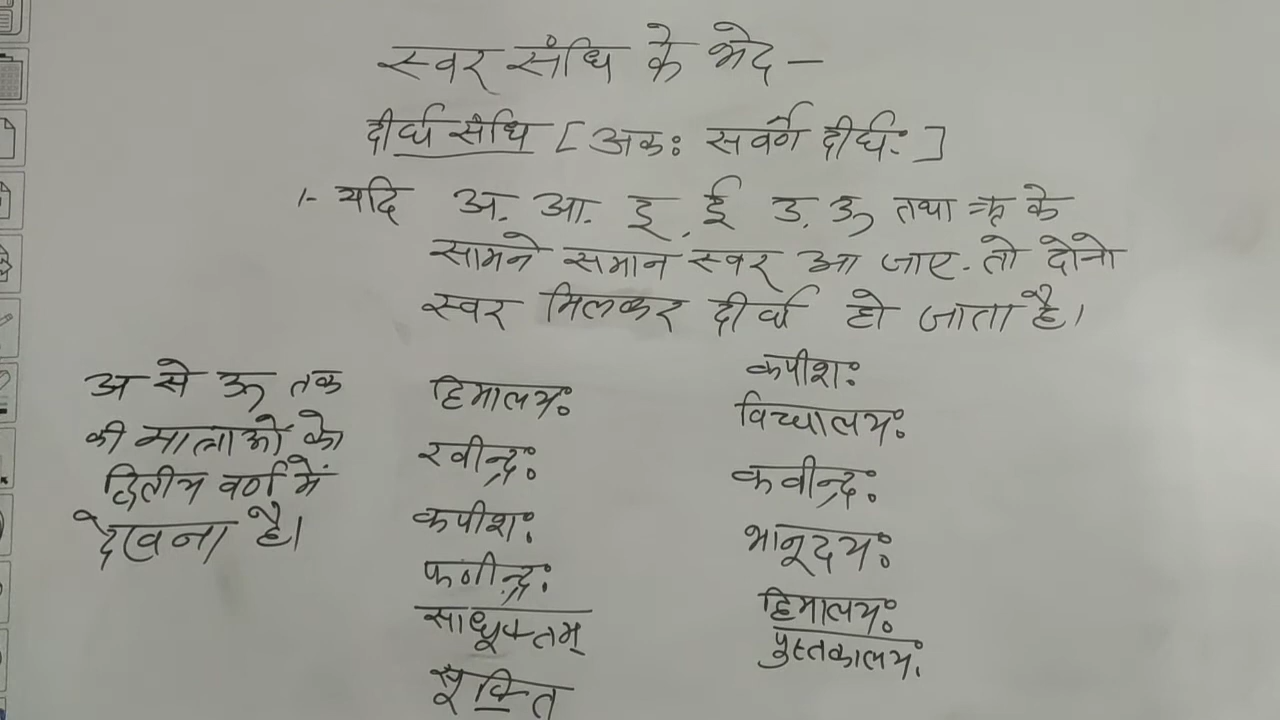 स्वर संधि के भेद –
दीर्घ संधि [ अक: सवर्णे दीर्घ: ]
1- यदि अ, आ, इ, ई उ, ऊ तथा ऋ के
सामने समान स्वर आ जाए, तो दोनो
स्वर मिलकर दीर्घ हो जाता है।
अ से ऊ तक
की मात्राओं को
द्वितीय वर्ण में
देखना है।
हिमालय:
रवीन्द्र:
कपीश:
फणीन्द्र:
साधूक्तम्
सूक्ति
कपीश:
विद्यालय:
कवीन्द्र:
भानूदय:
हिमालय:
पुस्तकालय: